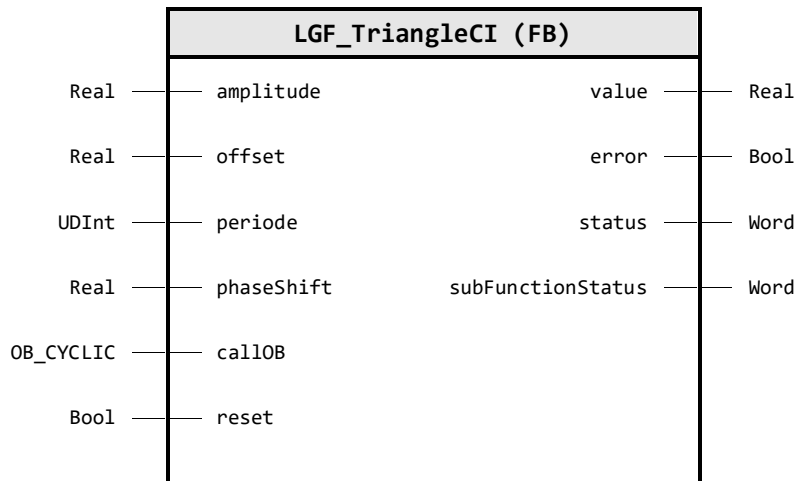 LGF_TriangleCI (FB)
Real amplitude value Real
Real offset error Bool
UDInt periode status Word
Real phaseShift subFunctionStatus Word
OB_CYCLIC callOB
Bool reset